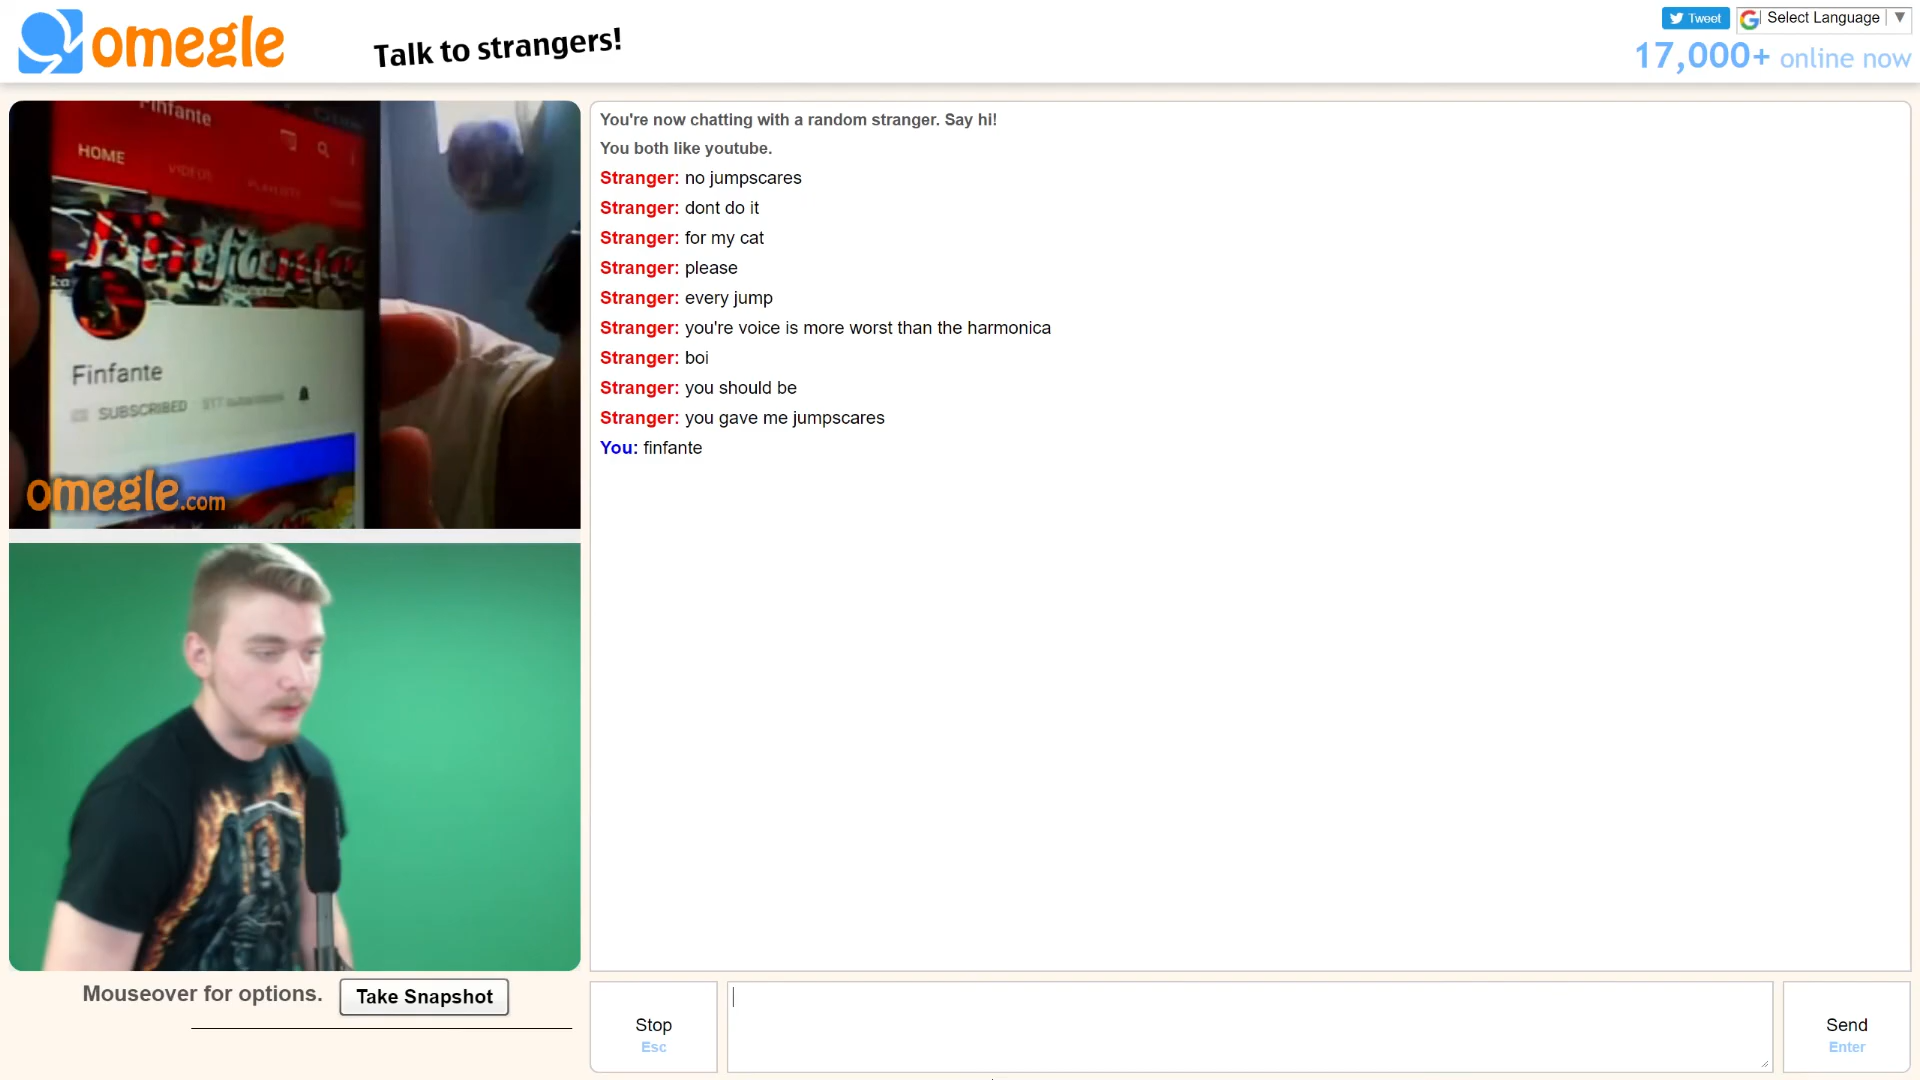 omegle
Talk to strangers!
Tweet
Select Language
17,000+ online now
Finfante
HOME
VIDEOS
Finfante
SUBSCRIBED
omegle.com
You're now chatting with a random stranger. Say hi!
You both like youtube.
Stranger: no jumpscares
Stranger: dont do it
Stranger: for my cat
Stranger: please
Stranger: every jump
Stranger: you're voice is more worst than the harmonica
Stranger: boi
Stranger: you should be
Stranger: you gave me jumpscares
You: finfante
Mouseover for options.
Take Snapshot
Stop
Esc
Send
Enter